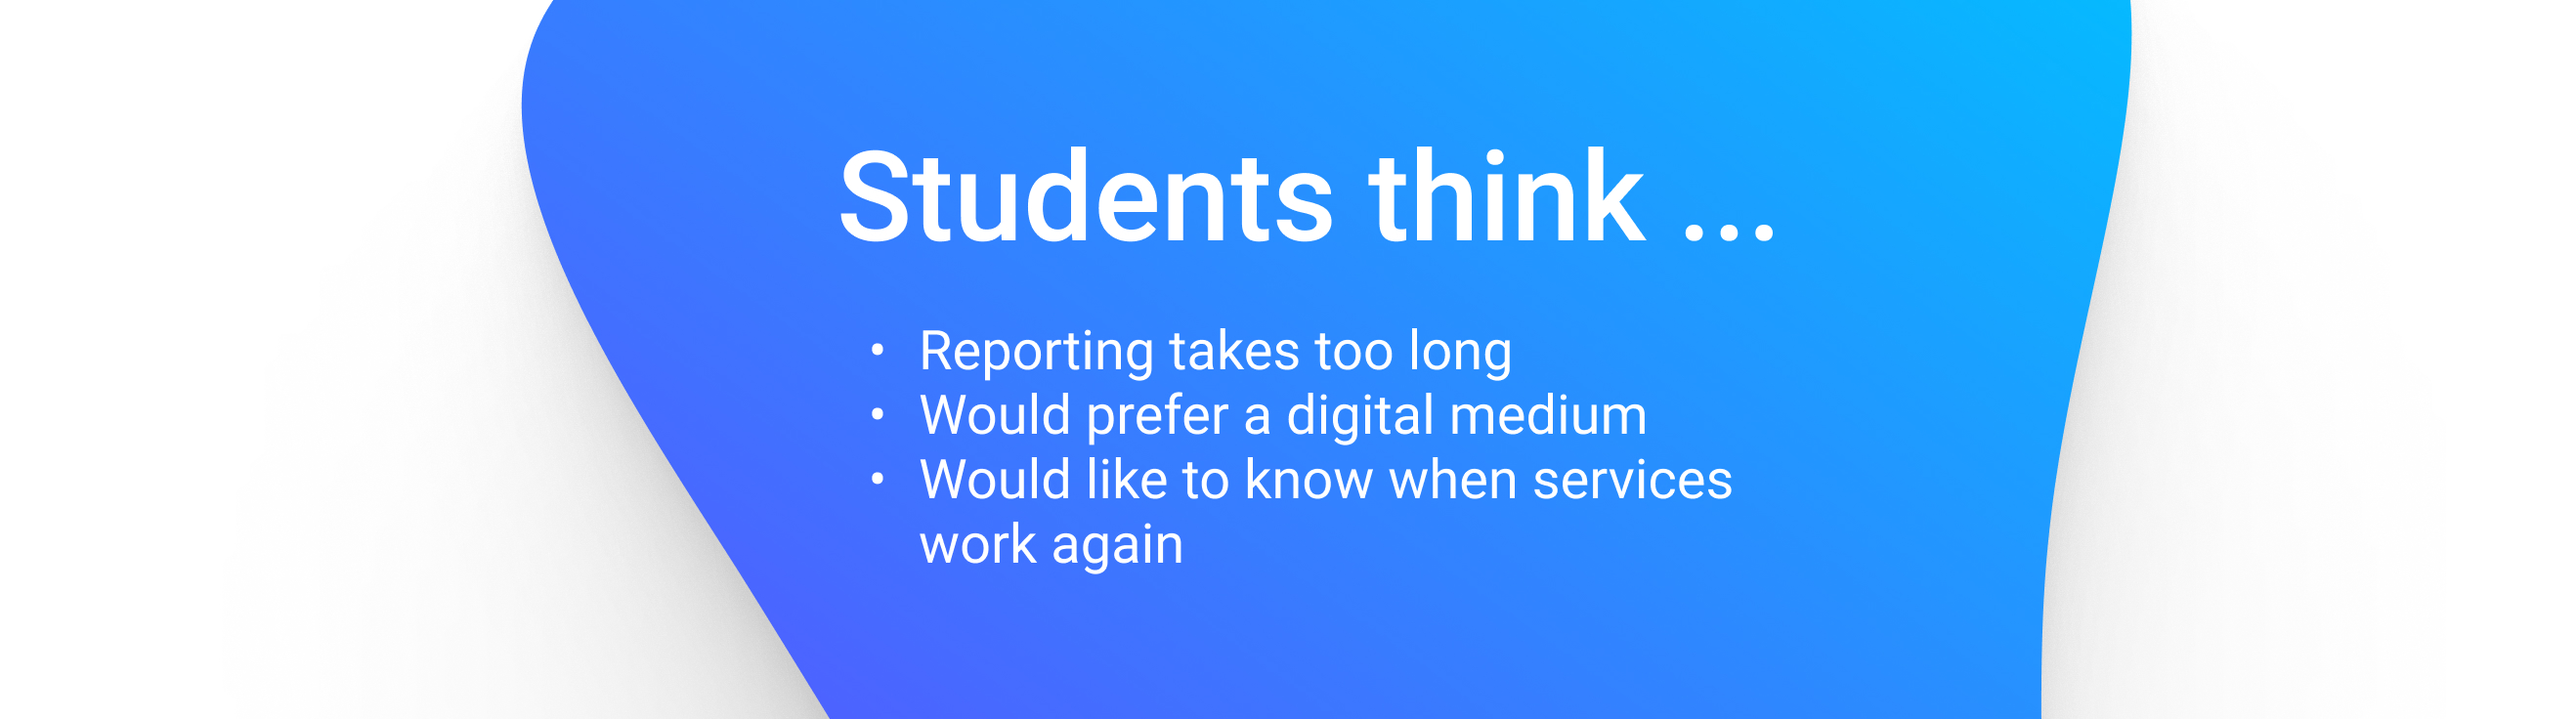 Students think ...
• Reporting takes too long
• Would prefer a digital medium
• Would like to know when services
work again